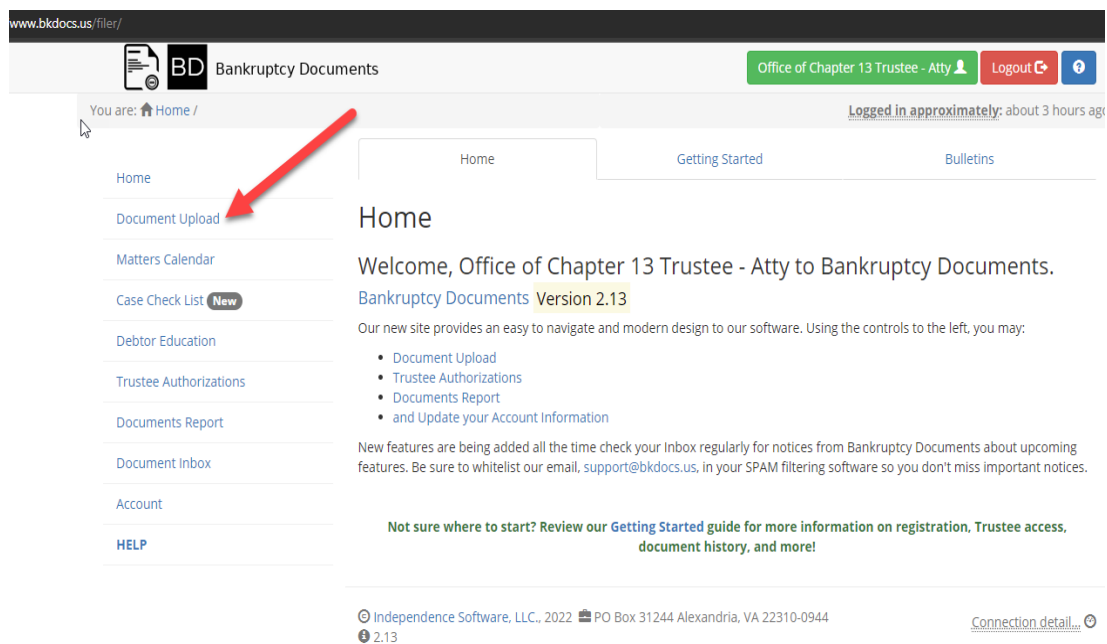 www.bkdocs.us/filer/
BD Bankruptcy Documents
Office of Chapter 13 Trustee - Atty
Logout
?
You are: Home /
Logged in approximately: about 3 hours ago
Home
Document Upload
Matters Calendar
Case Check List New
Debtor Education
Trustee Authorizations
Documents Report
Document Inbox
Account
HELP
Home
Getting Started
Bulletins
Home
Welcome, Office of Chapter 13 Trustee - Atty to Bankruptcy Documents.
Bankruptcy Documents Version 2.13
Our new site provides an easy to navigate and modern design to our software. Using the controls to the left, you may:
• Document Upload
• Trustee Authorizations
• Documents Report
• and Update your Account Information
New features are being added all the time check your Inbox regularly for notices from Bankruptcy Documents about upcoming
features. Be sure to whitelist our email, support@bkdocs.us, in your SPAM filtering software so you don't miss important notices.
Not sure where to start? Review our Getting Started guide for more information on registration, Trustee access,
document history, and more!
© Independence Software, LLC., 2022 PO Box 31244 Alexandria, VA 22310-0944
2.13
Connection detail...